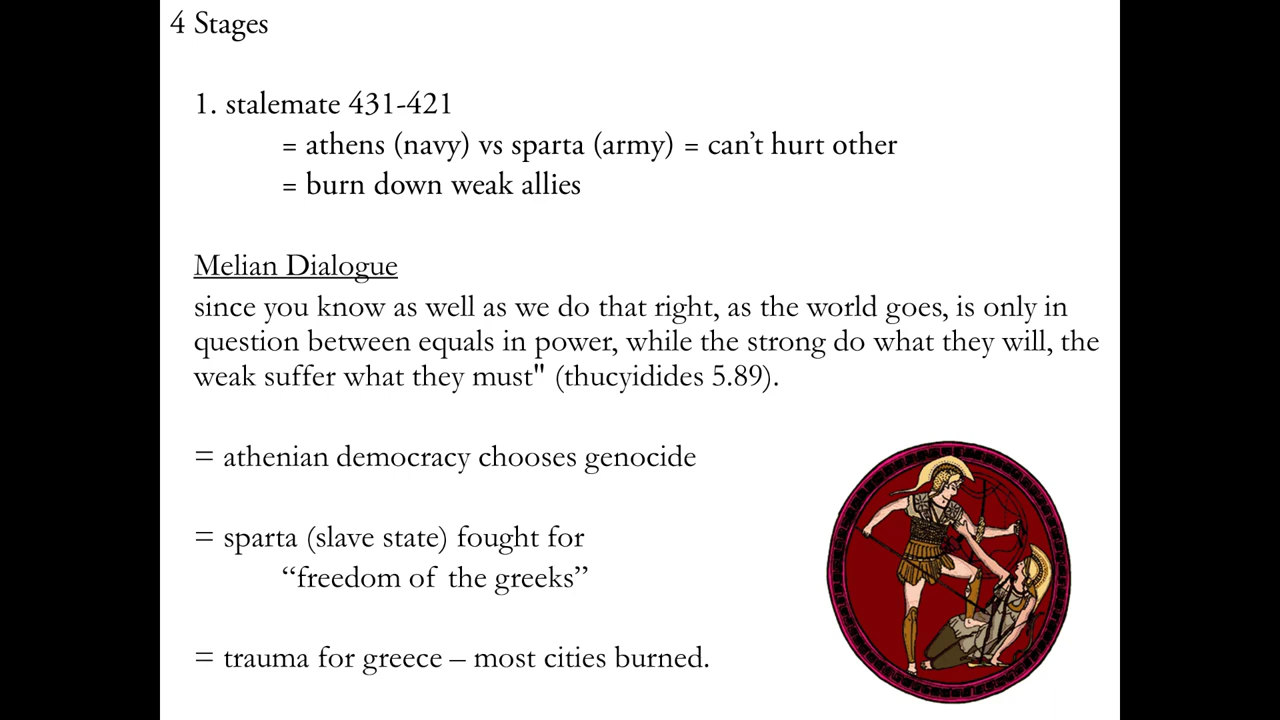 4 Stages
1. stalemate 431-421
= athens (navy) vs sparta (army) = can’t hurt other
= burn down weak allies
Melian Dialogue
since you know as well as we do that right, as the world goes, is only in
question between equals in power, while the strong do what they will, the
weak suffer what they must" (thucyidides 5.89).
= athenian democracy chooses genocide
= sparta (slave state) fought for
“freedom of the greeks”
= trauma for greece – most cities burned.